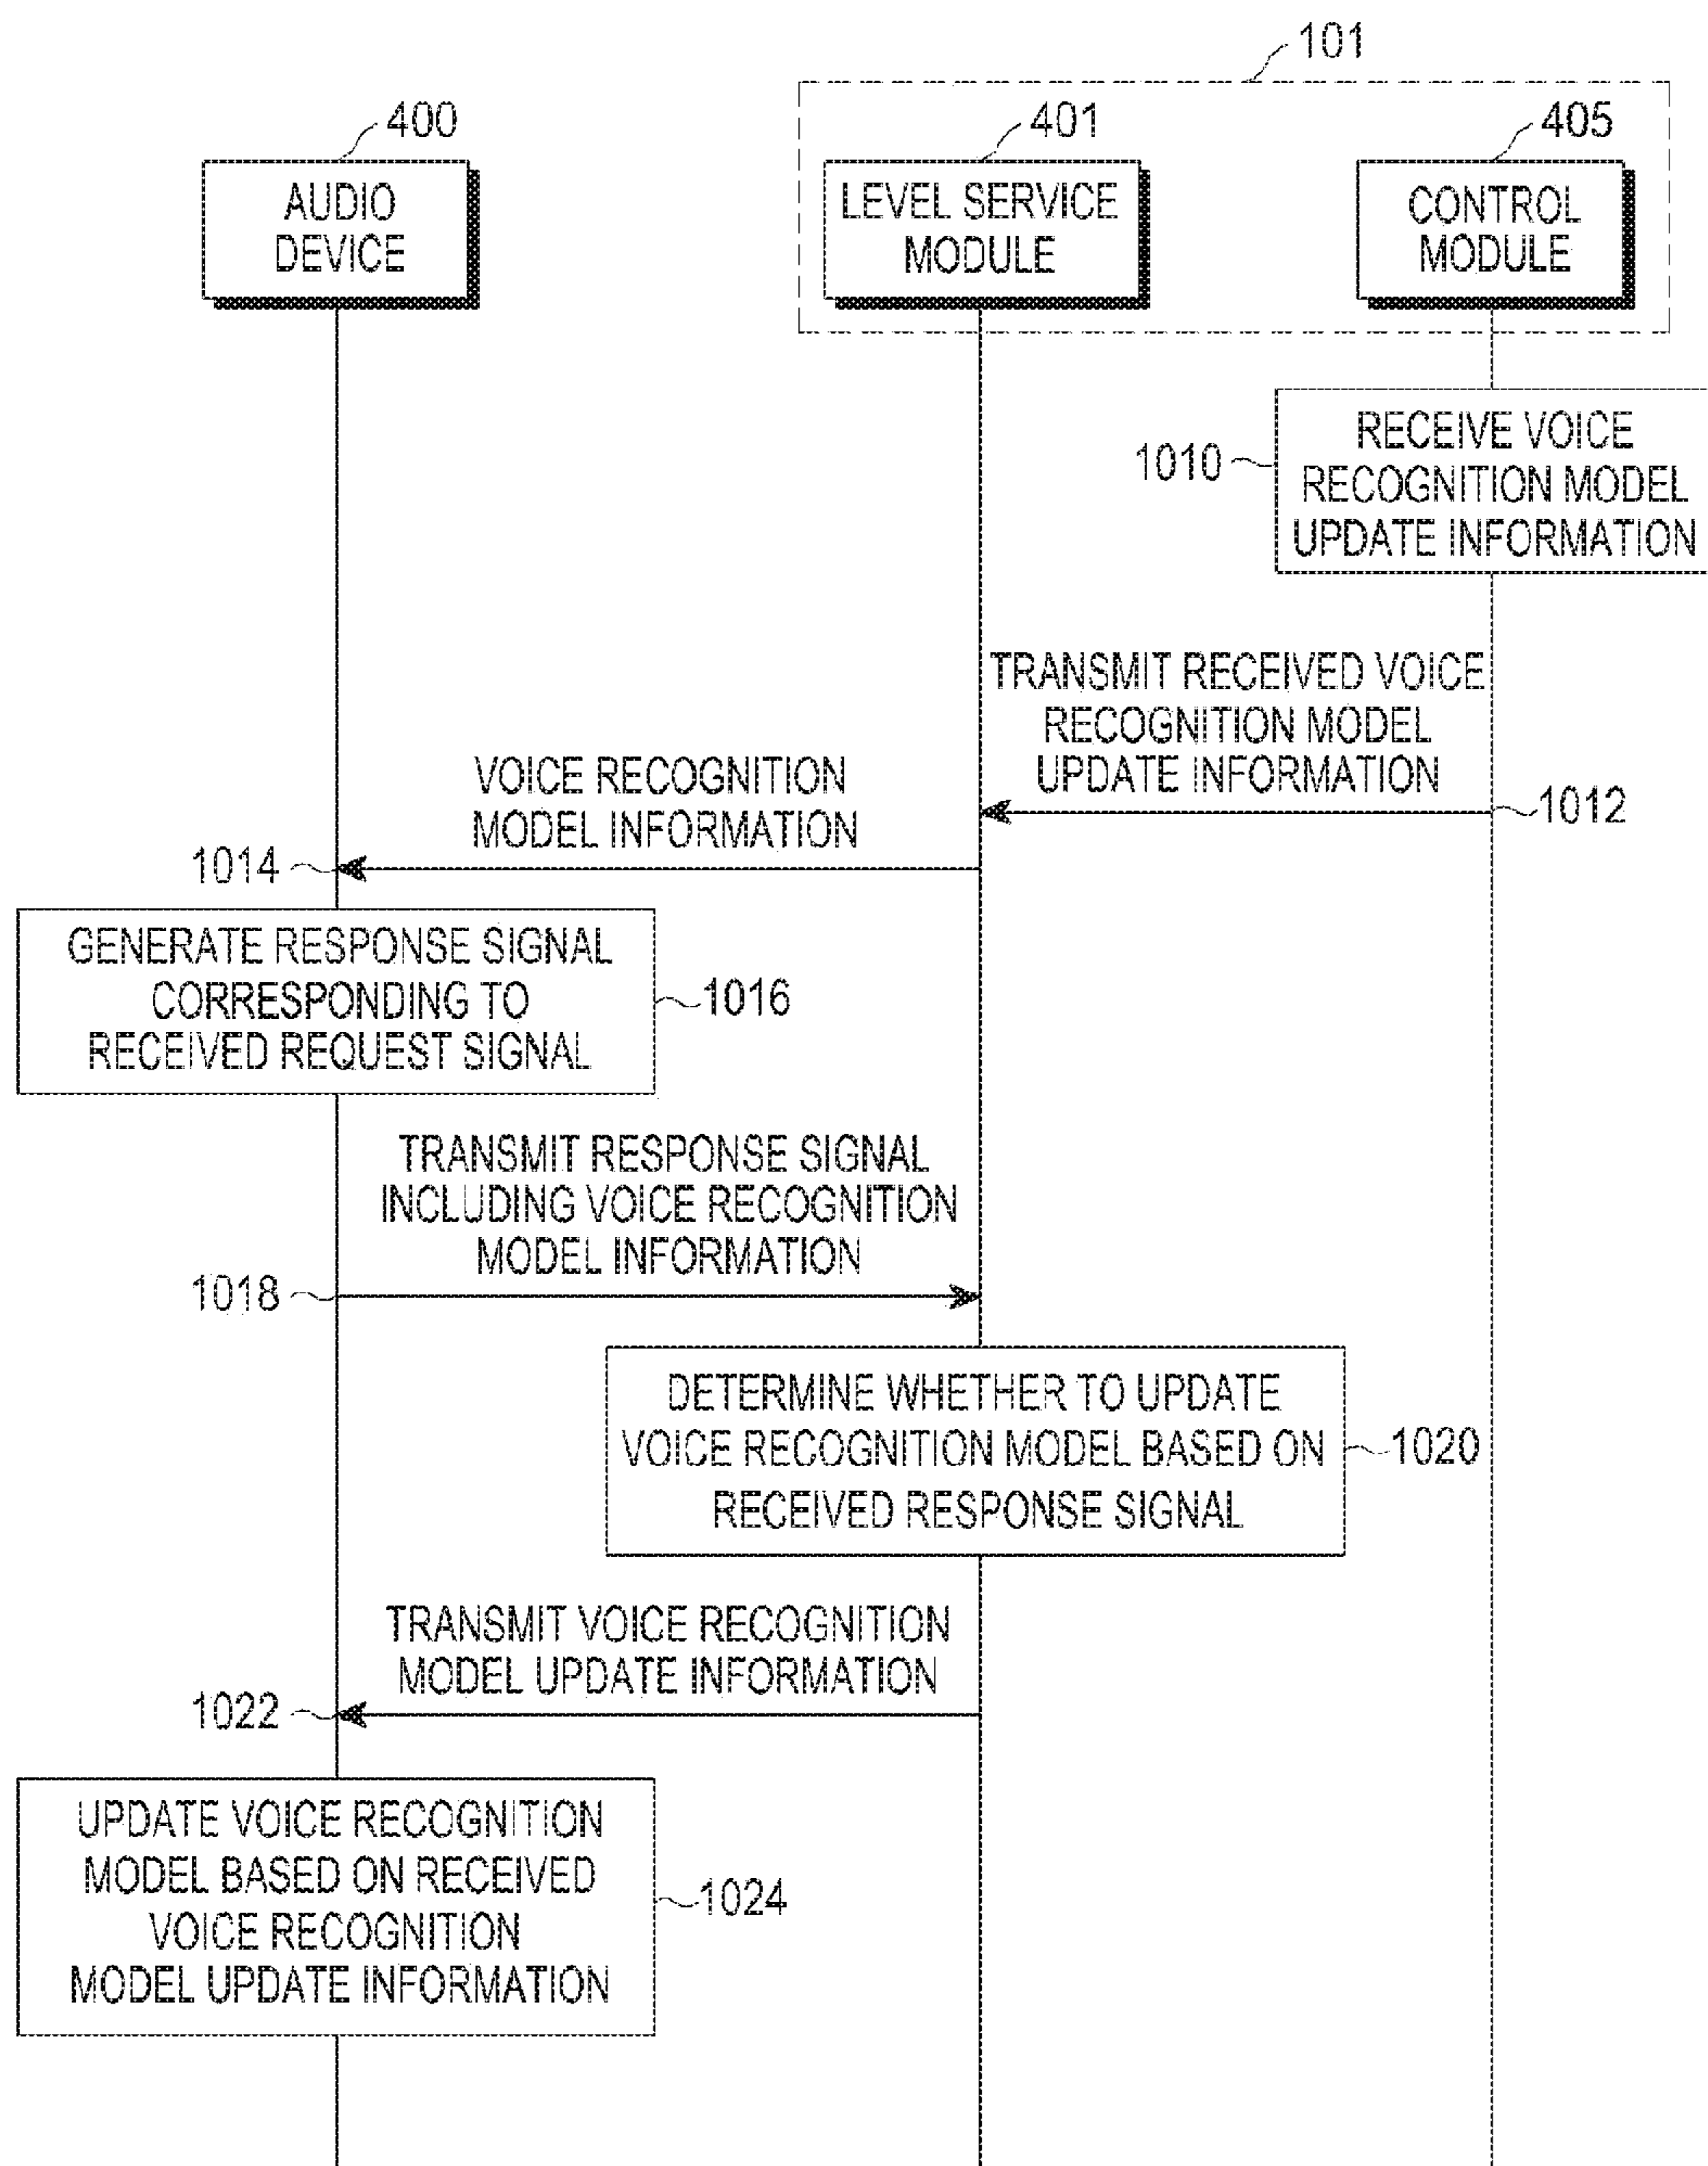 101
400
401
405
AUDIO
DEVICE
LEVEL SERVICE
MODULE
CONTROL
MODULE
1010
RECEIVE VOICE
RECOGNITION MODEL
UPDATE INFORMATION
TRANSMIT RECEIVED VOICE
RECOGNITION MODEL
UPDATE INFORMATION
1012
VOICE RECOGNITION
MODEL INFORMATION
1014
GENERATE RESPONSE SIGNAL
CORRESPONDING TO
RECEIVED REQUEST SIGNAL
1016
TRANSMIT RESPONSE SIGNAL
INCLUDING VOICE RECOGNITION
MODEL INFORMATION
1018
DETERMINE WHETHER TO UPDATE
VOICE RECOGNITION MODEL BASED ON
RECEIVED RESPONSE SIGNAL
1020
TRANSMIT VOICE RECOGNITION
MODEL UPDATE INFORMATION
1022
UPDATE VOICE RECOGNITION
MODEL BASED ON RECEIVED
VOICE RECOGNITION
MODEL UPDATE INFORMATION
1024